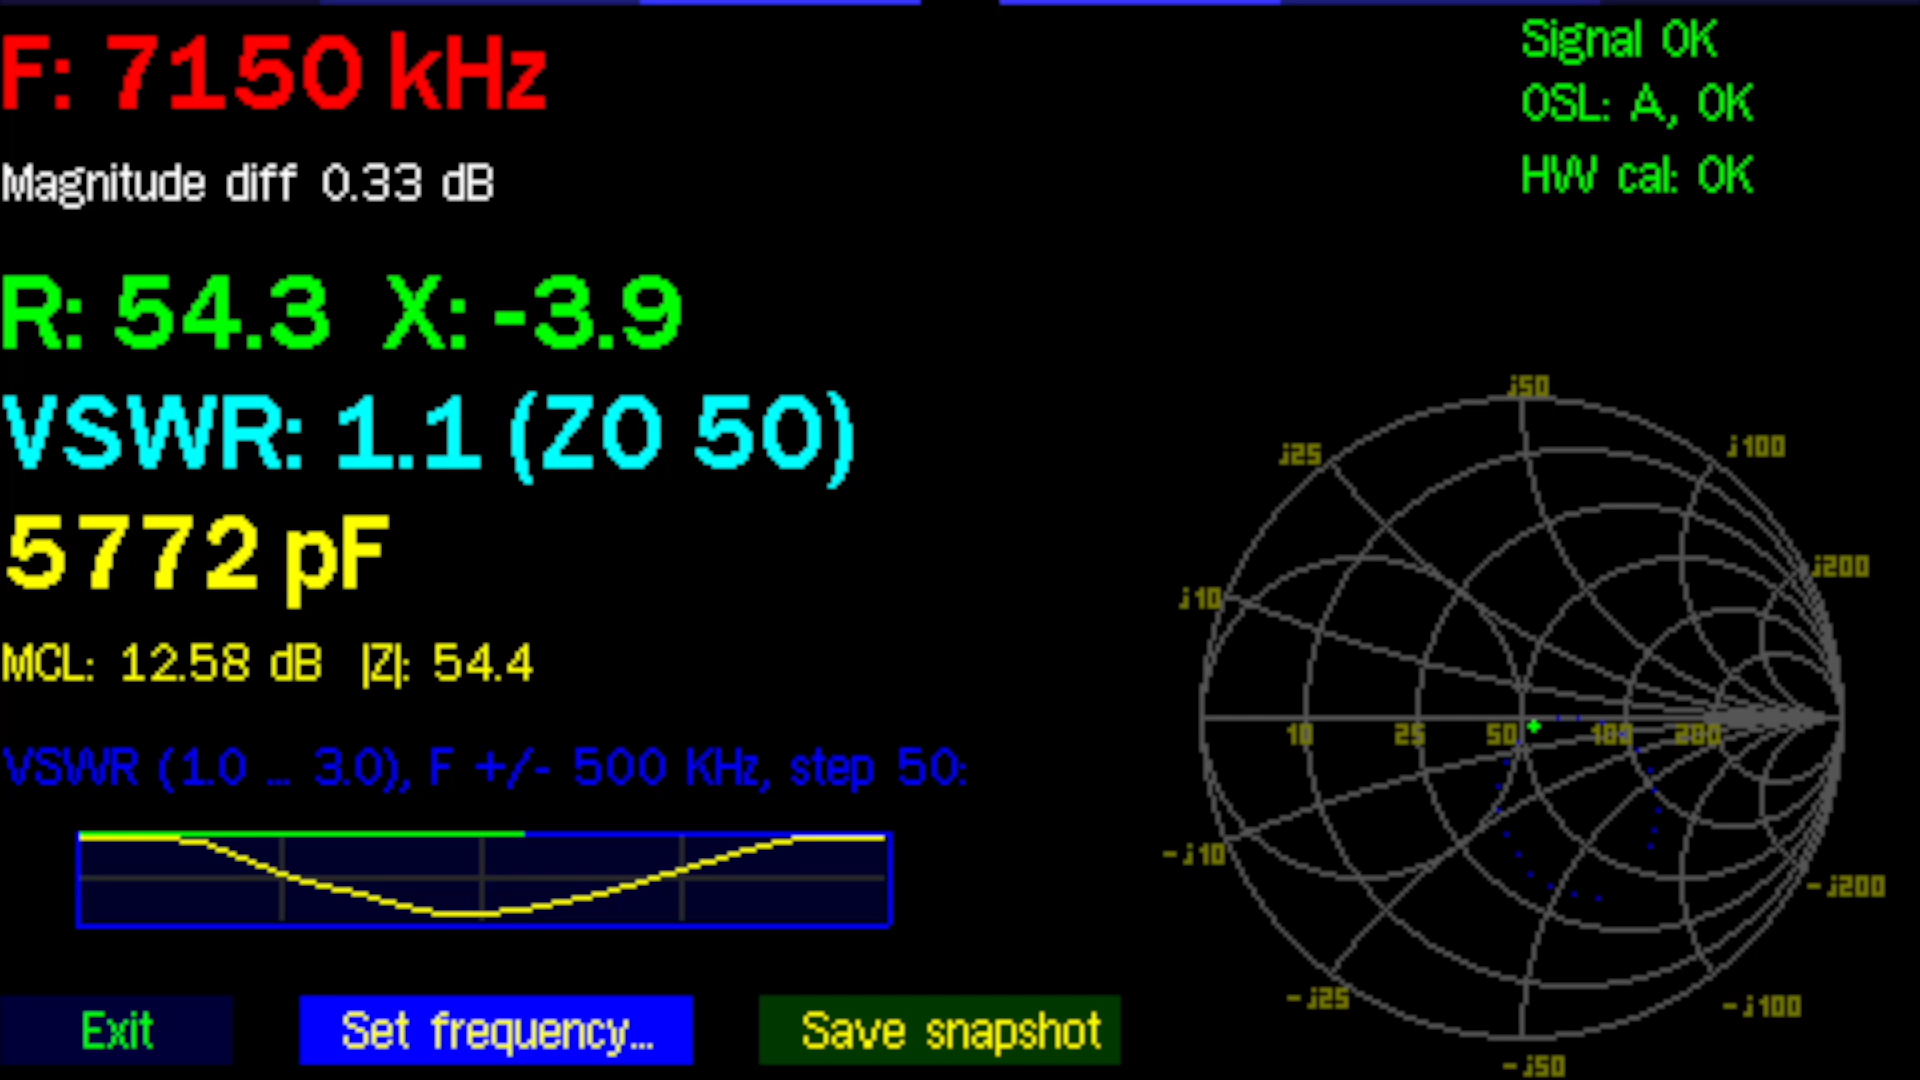 F: 7150 kHz
Signal OK
OSL: A, OK
Magnitude diff 0.33 dB
HW cal: OK
R: 54.3 X: -3.9
VSWR: 1.1 (Z0 50)
5772 pF
MCL: 12.58 dB |Z|: 54.4
VSWR (1.0 ... 3.0), F +/- 500 KHz, step 50:
j50
j25
j100
j200
j10
10
25
50
100
200
-j10
-j200
-j25
-j100
-j50
Exit
Set frequency...
Save snapshot